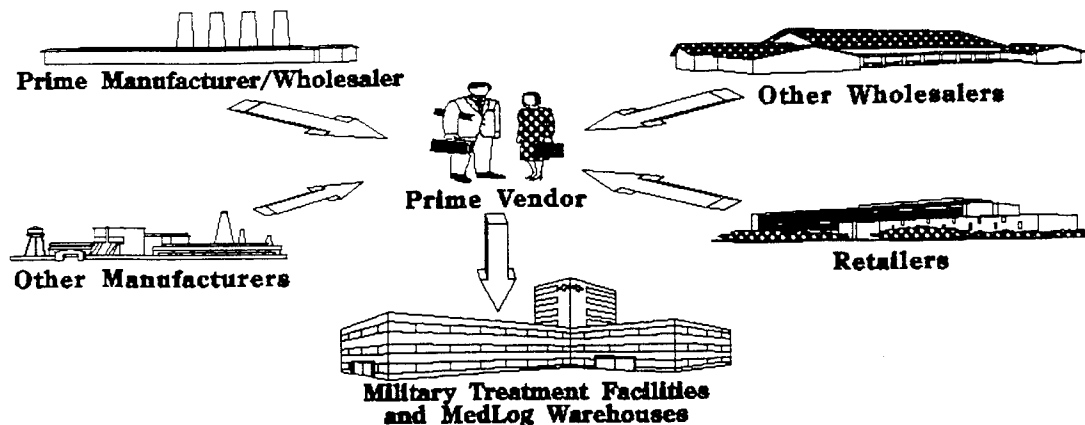 Prime Manufacturer/Wholesaler
Other Wholesalers
Prime Vendor
Other Manufacturers
Retailers
Military Treatment Facilities
and MedLog Warehouses